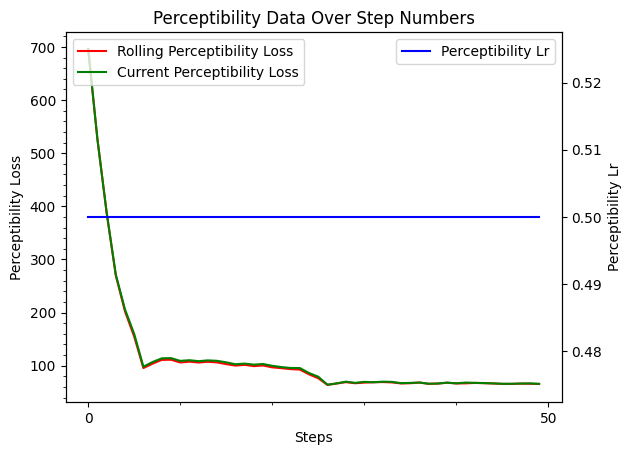 Perceptibility Data Over Step Numbers
Rolling Perceptibility Loss
Current Perceptibility Loss
Perceptibility Lr
700
600
500
400
300
200
100
Perceptibility Loss
0.52
0.51
0.50
0.49
0.48
Perceptibility Lr
0
50
Steps